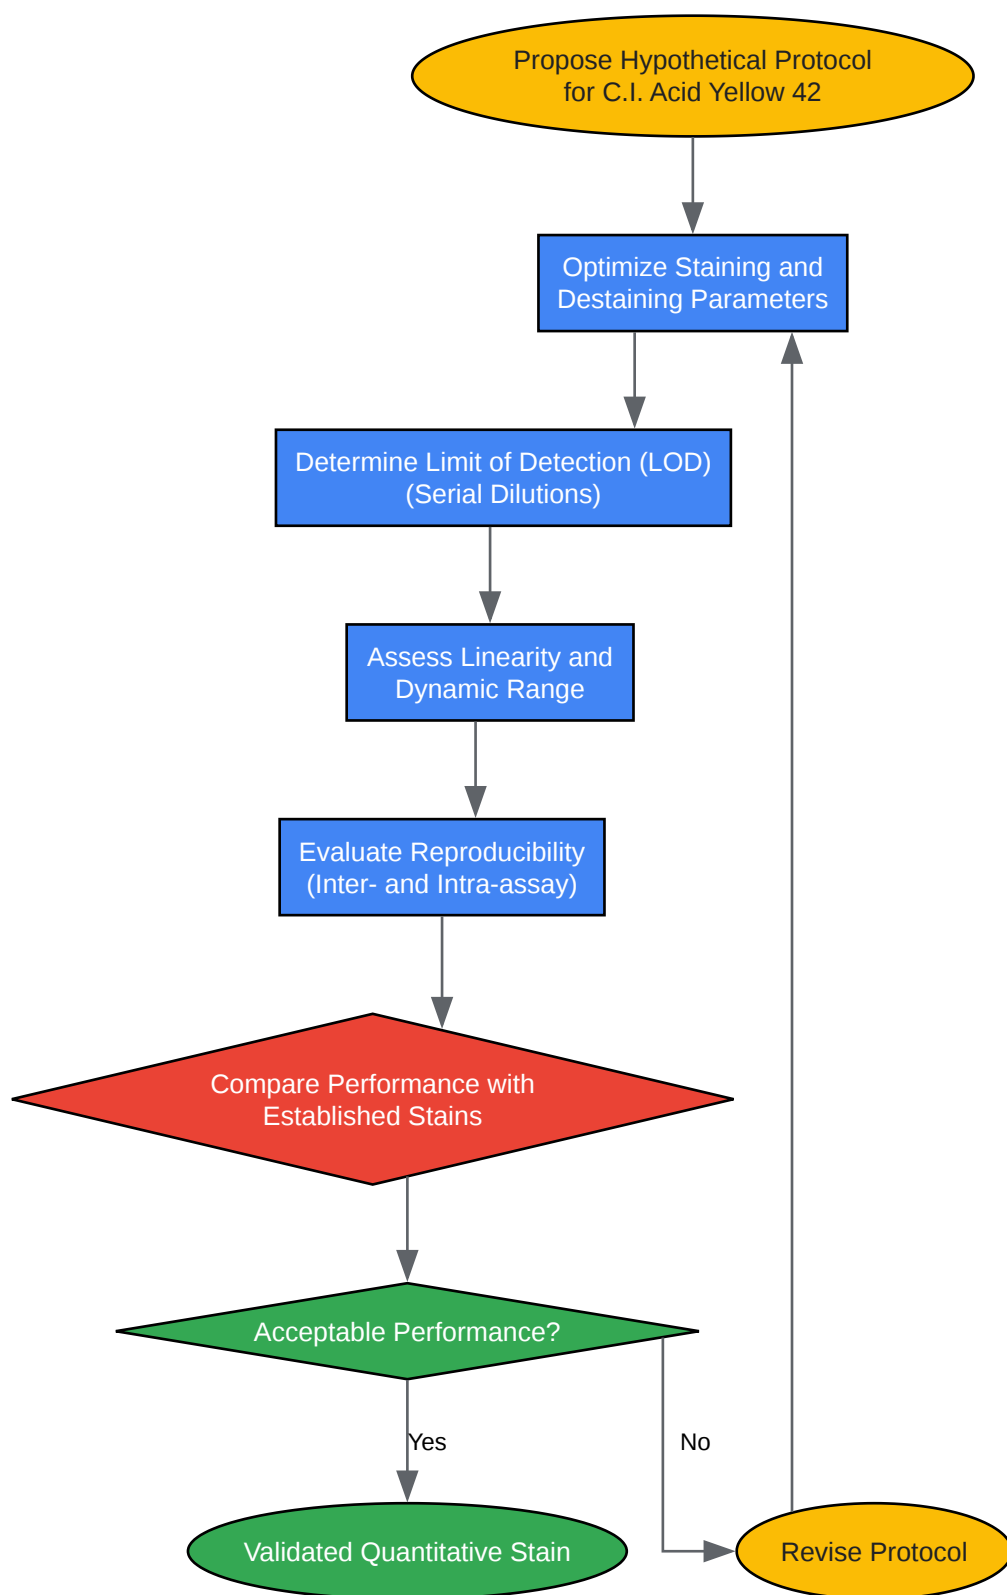 Propose Hypothetical Protocol
for C.I. Acid Yellow 42
Optimize Staining and
Destaining Parameters
Determine Limit of Detection (LOD)
(Serial Dilutions)
Assess Linearity and
Dynamic Range
Evaluate Reproducibility
(Inter- and Intra-assay)
Compare Performance with
Established Stains
Acceptable Performance?
Yes
No
Validated Quantitative Stain
Revise Protocol